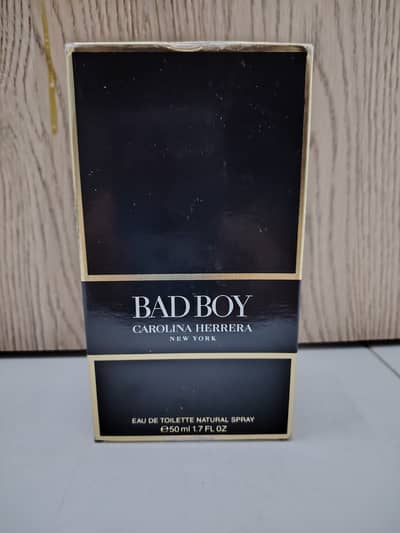 BAD BOY
CAROLINA HERRERA
NEW YORK
EAU DE TOILETTE NATURAL SPRAY
℮50 ml 1.7 FL OZ